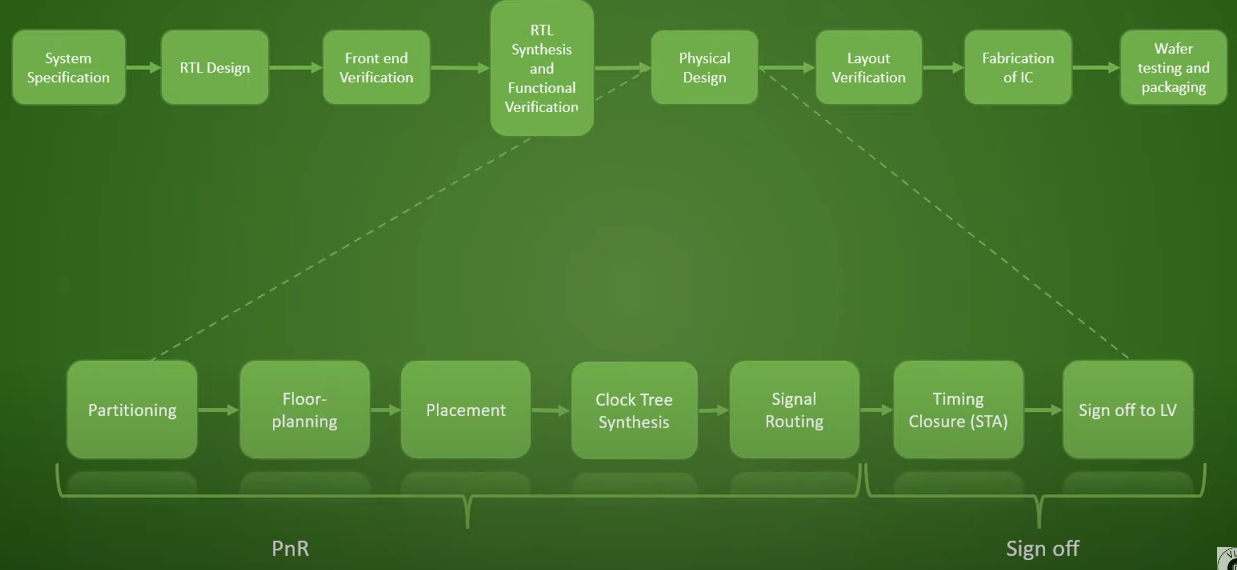 System
Specification
RTL Design
Front end
Verification
RTL
Synthesis
and
Functional
Verification
Physical
Design
Layout
Verification
Fabrication
of IC
Wafer
testing and
packaging
Partitioning
Floor-
planning
Placement
Clock Tree
Synthesis
Signal
Routing
Timing
Closure (STA)
Sign off to LV
PnR
Sign off